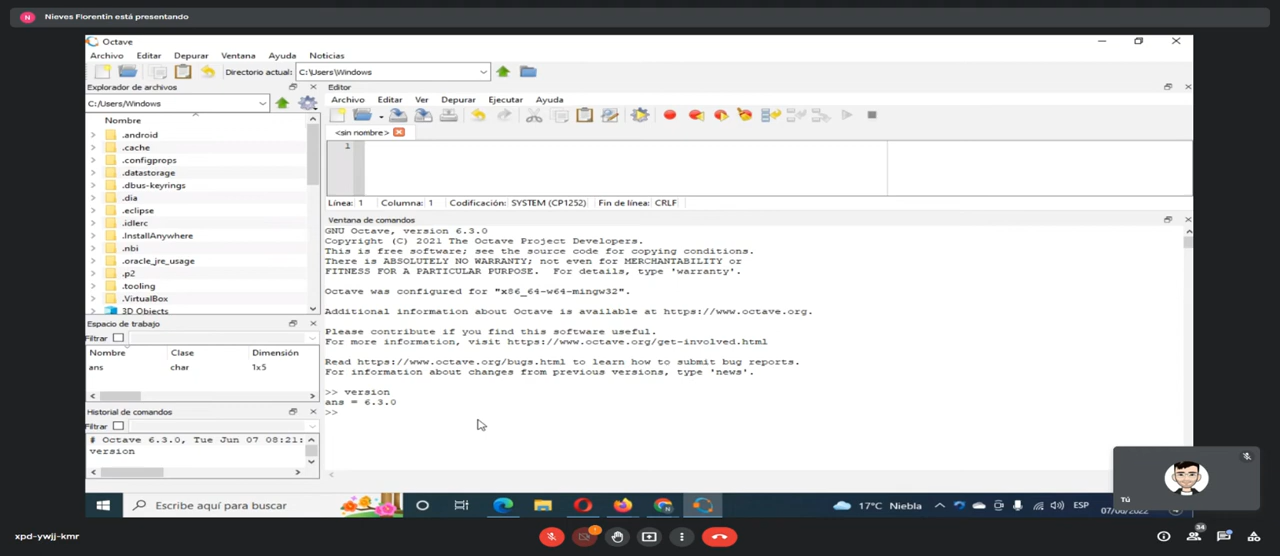 Nieves Florentín está presentando
Octave
Archivo Editar Depurar Ventana Ayuda Noticias
Directorio actual: C:\Users\Windows
Explorador de archivos
C:/Users/Windows
Nombre
.android
.cache
.configprops
.datastorage
.dbus-keyrings
.dia
.eclipse
.idlerc
.InstallAnywhere
.nbi
.oracle_jre_usage
.p2
.tooling
.VirtualBox
3D Objects
Espacio de trabajo
Filtrar
Nombre Clase Dimensión
ans char 1x5
Historial de comandos
Filtrar
# Octave 6.3.0, Tue Jun 07 08:21:
version
Editor
Archivo Editar Ver Depurar Ejecutar Ayuda
<sin nombre>
1
Línea: 1 Columna: 1 Codificación: SYSTEM (CP1252) Fin de línea: CRLF
Ventana de comandos
GNU Octave, version 6.3.0
Copyright (C) 2021 The Octave Project Developers.
This is free software; see the source code for copying conditions.
There is ABSOLUTELY NO WARRANTY; not even for MERCHANTABILITY or
FITNESS FOR A PARTICULAR PURPOSE. For details, type 'warranty'.
Octave was configured for "x86_64-w64-mingw32".
Additional information about Octave is available at https://www.octave.org.
Please contribute if you find this software useful.
For more information, visit https://www.octave.org/get-involved.html
Read https://www.octave.org/bugs.html to learn how to submit bug reports.
For information about changes from previous versions, type 'news'.
>> version
ans = 6.3.0
>>
Tú
Escribe aquí para buscar
17°C Niebla
ESP
07/06/2022
xpd-ywjj-kmr
34